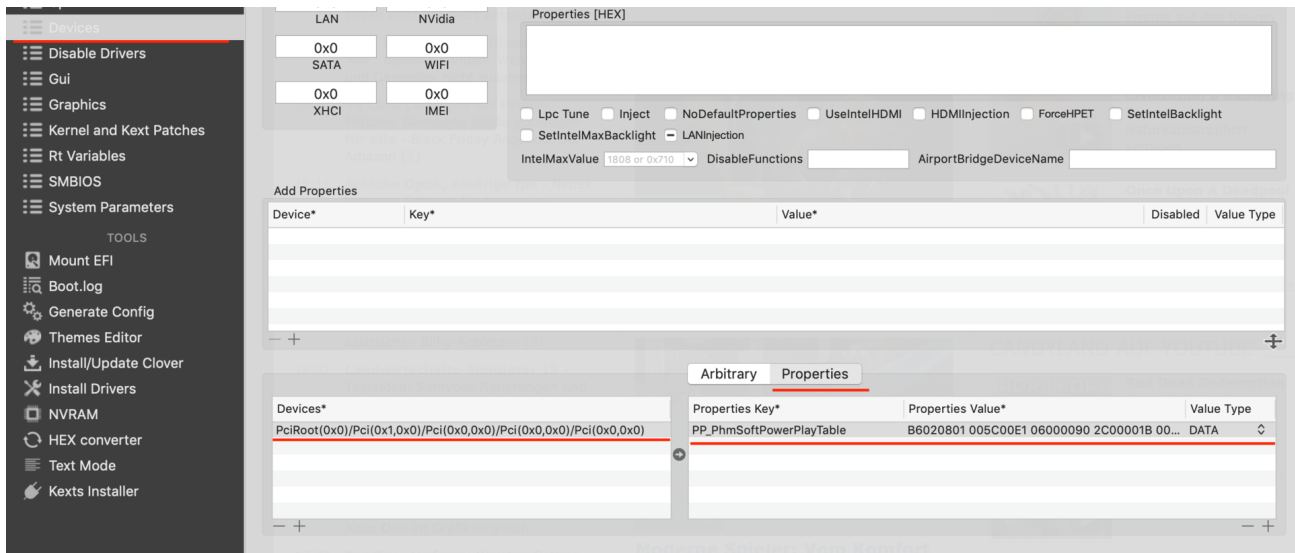 Devices
Disable Drivers
Gui
Graphics
Kernel and Kext Patches
Rt Variables
SMBIOS
System Parameters
TOOLS
Mount EFI
Boot.log
Generate Config
Themes Editor
Install/Update Clover
Install Drivers
NVRAM
HEX converter
Text Mode
Kexts Installer
LAN NVidia
0x0 0x0
SATA WIFI
0x0 0x0
XHCI IMEI
Properties [HEX]
Lpc Tune Inject NoDefaultProperties UseIntelHDMI HDMIInjection ForceHPET SetIntelBacklight
SetIntelMaxBacklight LANInjection
IntelMaxValue 1808 or 0x710 DisableFunctions AirportBridgeDeviceName
Add Properties
Device* Key* Value* Disabled Value Type
Arbitrary Properties
Devices*
PciRoot(0x0)/Pci(0x1,0x0)/Pci(0x0,0x0)/Pci(0x0,0x0)/Pci(0x0,0x0)
Properties Key* Properties Value* Value Type
PP_PhmSoftPowerPlayTable B6020801 005C00E1 06000090 2C00001B 00... DATA